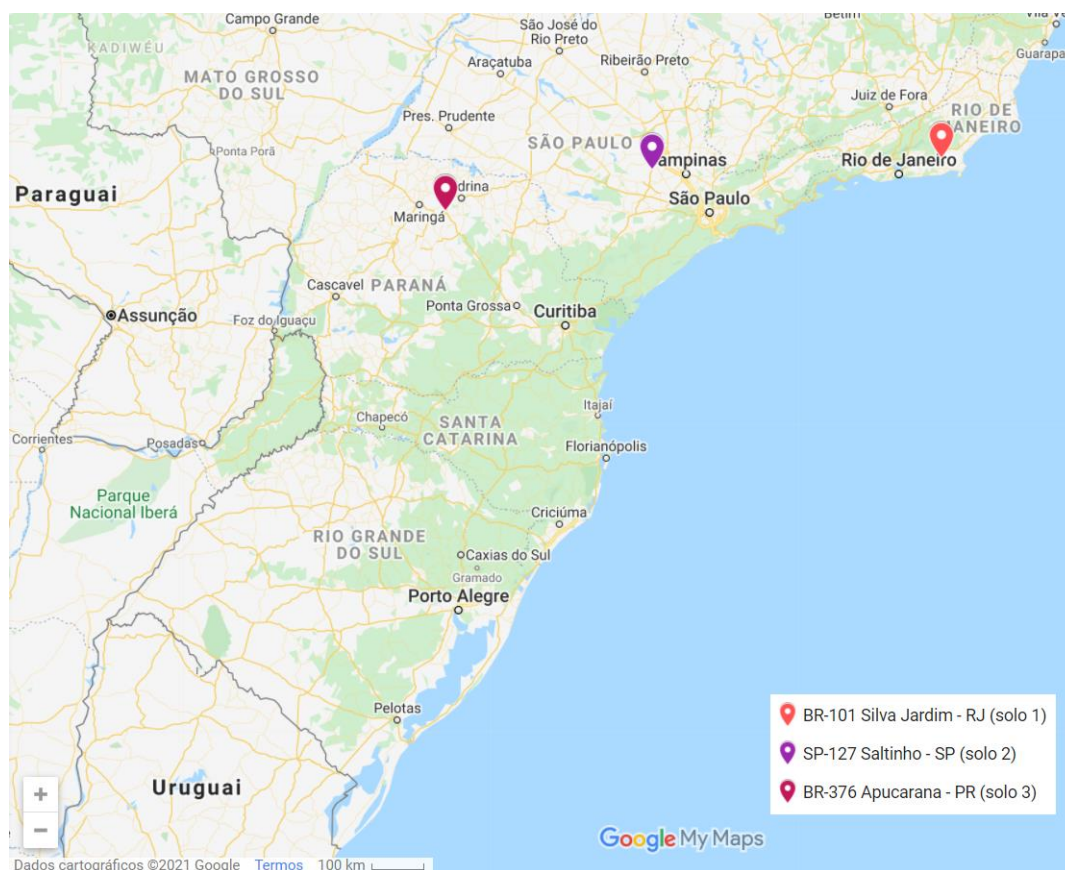 Campo Grande
São José do
Rio Preto
Betim
Vila
Guarapa
KADIWÉU
Araçatuba
Ribeirão Preto
MATO GROSSO
DO SUL
Juiz de Fora
RIO DE
JANEIRO
Pres. Prudente
SÃO PAULO
Ponta Porã
ampinas
Rio de Janeiro
Paraguai
drina
Maringá
São Paulo
Cascavel
PARANÁ
Ponta Grossa
Curitiba
Assunção
Foz do Iguaçu
Itajaí
Chapecó
SANTA
CATARINA
Corrientes
Posadas
Florianópolis
Parque
Nacional Iberá
Criciúma
RIO GRANDE
DO SUL
Caxias do Sul
Gramado
Porto Alegre
Pelotas
BR-101 Silva Jardim - RJ (solo 1)
SP-127 Saltinho - SP (solo 2)
BR-376 Apucarana - PR (solo 3)
Uruguai
+
−
Google My Maps
Dados cartográficos ©2021 Google Termos 100 km